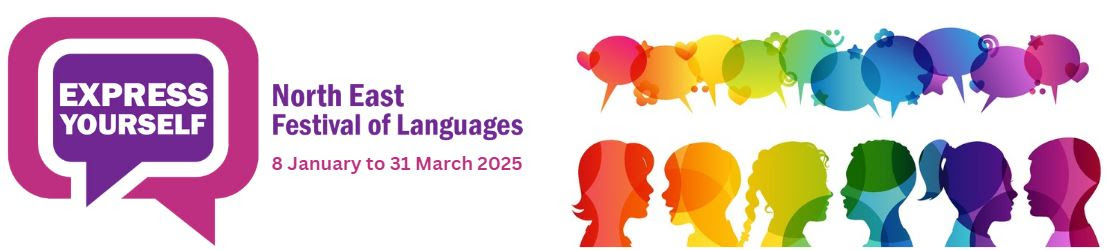 EXPRESS
YOURSELF
North East
Festival of Languages
8 January to 31 March 2025